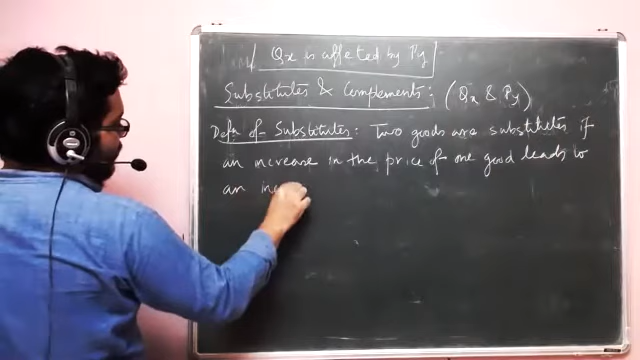 Qx is affected by Py
Substitutes & Complements: (Qx & Py)
Defn of Substitutes: Two goods are substitutes if
an increase in the price of one good leads to
an inc